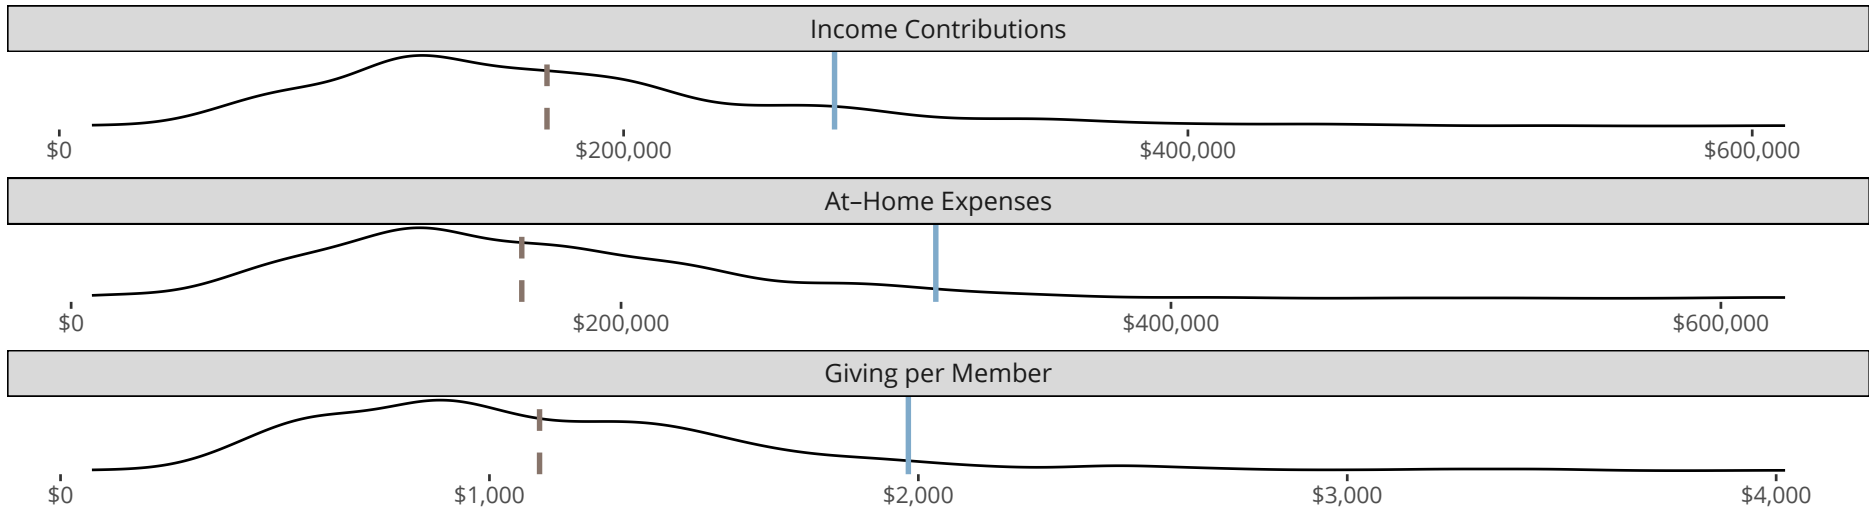 Income Contributions
$0 $200,000 $400,000 $600,000
At–Home Expenses
$0 $200,000 $400,000 $600,000
Giving per Member
$0 $1,000 $2,000 $3,000 $4,000